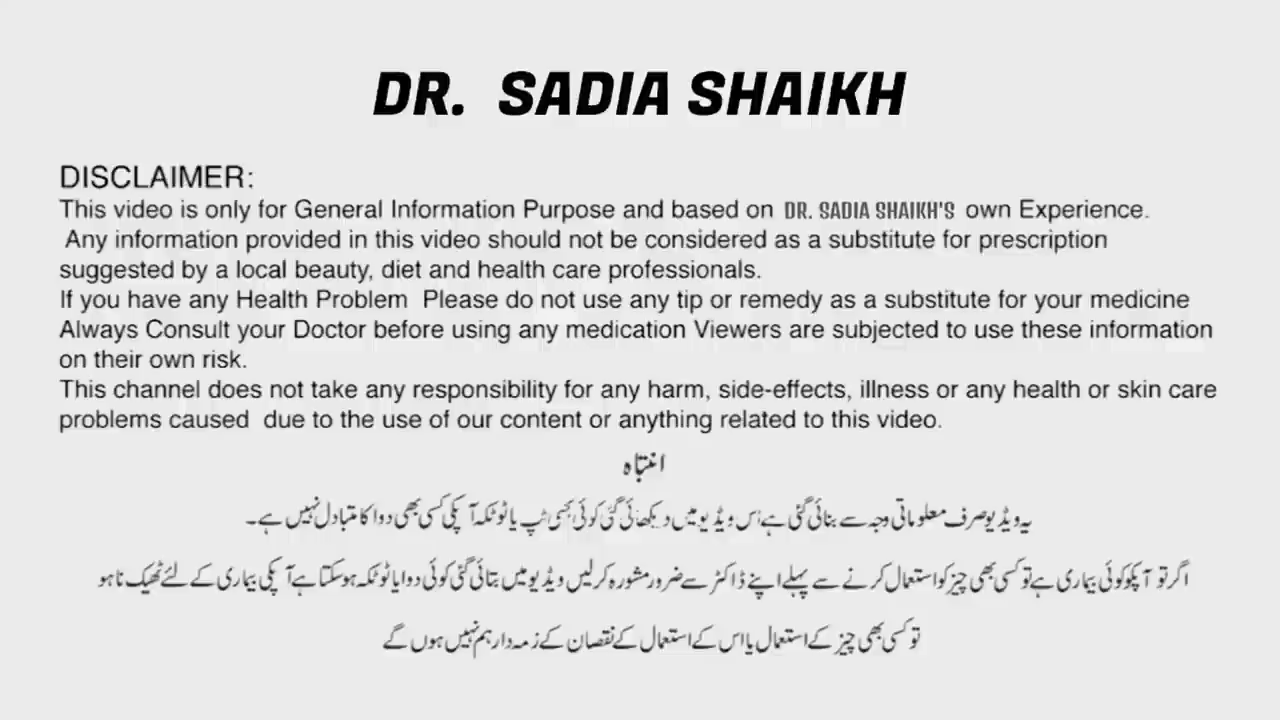 DR. SADIA SHAIKH
DISCLAIMER:
This video is only for General Information Purpose and based on DR. SADIA SHAIKH'S own Experience.
Any information provided in this video should not be considered as a substitute for prescription
suggested by a local beauty, diet and health care professionals.
If you have any Health Problem Please do not use any tip or remedy as a substitute for your medicine
Always Consult your Doctor before using any medication Viewers are subjected to use these information
on their own risk.
This channel does not take any responsibility for any harm, side-effects, illness or any health or skin care
problems caused due to the use of our content or anything related to this video.
انتباہ
یہ ویڈیو صرف معلوماتی وجہ سے بنائی گئی ہے اس ویڈیو میں دیکھائی گئی کوئی بھی ٹپ یا ٹوٹکہ آپکی کسی بھی دوا کا متبادل نہیں ہے۔
اگر تو آپکو کوئی بیماری ہے تو کسی بھی چیز کو استعمال کرنے سے پہلے اپنے ڈاکٹر سے ضرور مشورہ کر لیں ویڈیو میں بتائی گئی کوئی دوا یا ٹوٹکہ ہو سکتا ہے آپکی بیماری کے لئے ٹھیک نا ہو
تو کسی بھی چیز کے استعمال یا اس کے استعمال کے نقصان کے زمہ دار ہم نہیں ہوں گے